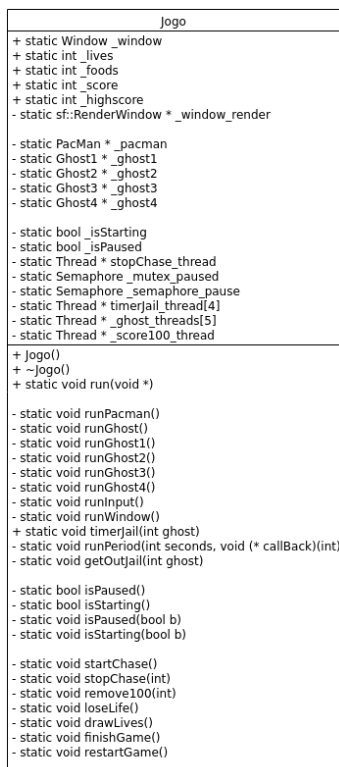 Jogo
+ static Window _window
+ static int _lives
+ static int _foods
+ static int _score
+ static int _highscore
- static sf::RenderWindow * _window_render
- static PacMan * _pacman
- static Ghost1 * _ghost1
- static Ghost2 * _ghost2
- static Ghost3 * _ghost3
- static Ghost4 * _ghost4
- static bool _isStarting
- static bool _isPaused
- static Thread * stopChase_thread
- static Semaphore _mutex_paused
- static Semaphore _semaphore_pause
- static Thread * timerJail_thread[4]
- static Thread * _ghost_threads[5]
- static Thread * _score100_thread
+ Jogo()
+ ~Jogo()
+ static void run(void *)
- static void runPacman()
- static void runGhost()
- static void runGhost1()
- static void runGhost2()
- static void runGhost3()
- static void runGhost4()
- static void runInput()
- static void runWindow()
+ static void timerJail(int ghost)
- static void runPeriod(int seconds, void (* callBack)(int)
- static void getOutJail(int ghost)
- static bool isPaused()
- static bool isStarting()
- static void isPaused(bool b)
- static void isStarting(bool b)
- static void startChase()
- static void stopChase(int)
- static void remove100(int)
- static void loseLife()
- static void drawLives()
- static void finishGame()
- static void restartGame()